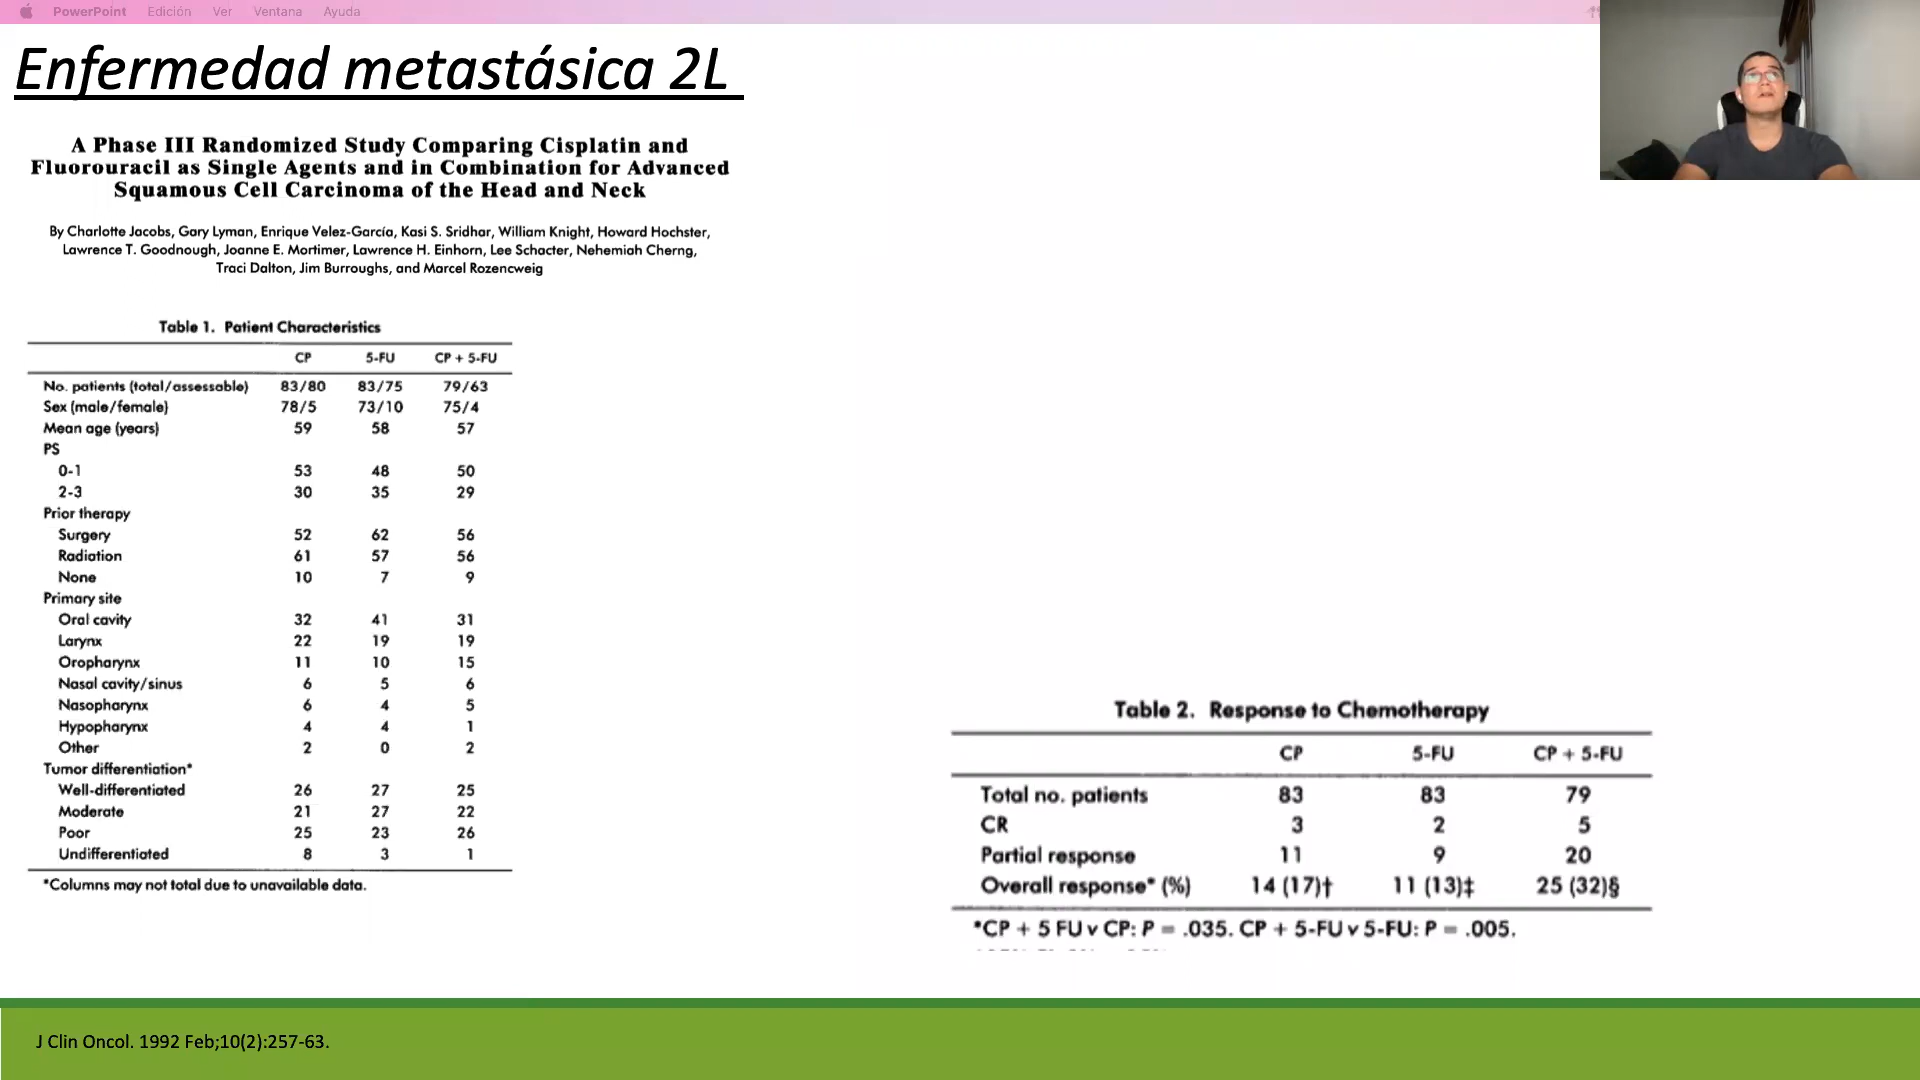 PowerPoint Edición Ver Ventana Ayuda
Enfermedad metastásica 2L
A Phase III Randomized Study Comparing Cisplatin and
Fluorouracil as Single Agents and in Combination for Advanced
Squamous Cell Carcinoma of the Head and Neck
By Charlotte Jacobs, Gary Lyman, Enrique Velez-García, Kasi S. Sridhar, William Knight, Howard Hochster,
Lawrence T. Goodnough, Joanne E. Mortimer, Lawrence H. Einhorn, Lee Schacter, Nehemiah Cherng,
Traci Dalton, Jim Burroughs, and Marcel Rozencweig
Table 1. Patient Characteristics
CP 5-FU CP + 5-FU
No. patients (total/assessable) 83/80 83/75 79/63
Sex (male/female) 78/5 73/10 75/4
Mean age (years) 59 58 57
PS
0-1 53 48 50
2-3 30 35 29
Prior therapy
Surgery 52 62 56
Radiation 61 57 56
None 10 7 9
Primary site
Oral cavity 32 41 31
Larynx 22 19 19
Oropharynx 11 10 15
Nasal cavity/sinus 6 5 6
Nasopharynx 6 4 5
Hypopharynx 4 4 1
Other 2 0 2
Tumor differentiation*
Well-differentiated 26 27 25
Moderate 21 27 22
Poor 25 23 26
Undifferentiated 8 3 1
*Columns may not total due to unavailable data.
Table 2. Response to Chemotherapy
CP 5-FU CP + 5-FU
Total no. patients 83 83 79
CR 3 2 5
Partial response 11 9 20
Overall response* (%) 14 (17)† 11 (13)‡ 25 (32)§
*CP + 5 FU v CP: P = .035. CP + 5-FU v 5-FU: P = .005.
J Clin Oncol. 1992 Feb;10(2):257-63.